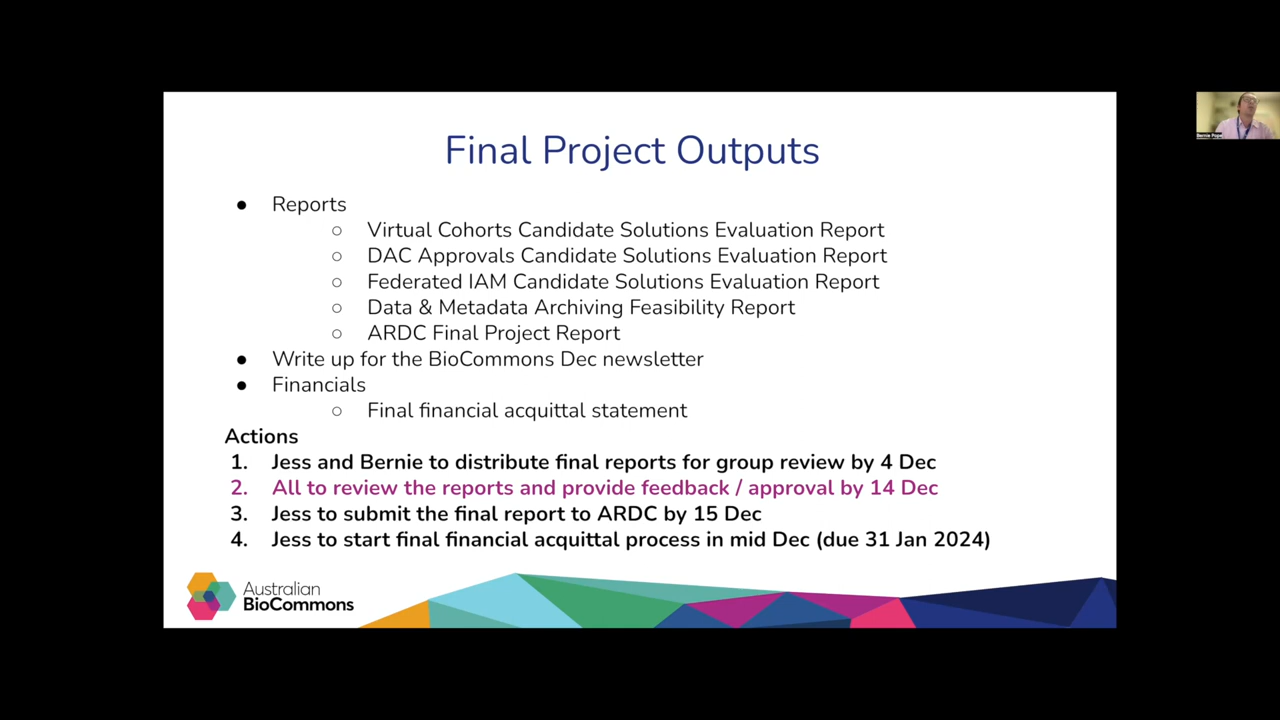 Final Project Outputs
● Reports
○ Virtual Cohorts Candidate Solutions Evaluation Report
○ DAC Approvals Candidate Solutions Evaluation Report
○ Federated IAM Candidate Solutions Evaluation Report
○ Data & Metadata Archiving Feasibility Report
○ ARDC Final Project Report
● Write up for the BioCommons Dec newsletter
● Financials
○ Final financial acquittal statement
Actions
1. Jess and Bernie to distribute final reports for group review by 4 Dec
2. All to review the reports and provide feedback / approval by 14 Dec
3. Jess to submit the final report to ARDC by 15 Dec
4. Jess to start final financial acquittal process in mid Dec (due 31 Jan 2024)
Australian
BioCommons
Bernie Pope